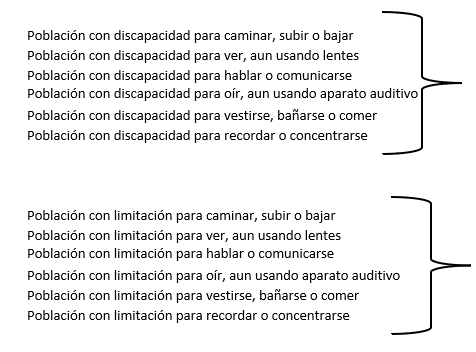 Población con discapacidad para caminar, subir o bajar
Población con discapacidad para ver, aun usando lentes
Población con discapacidad para hablar o comunicarse
Población con discapacidad para oír, aun usando aparato auditivo
Población con discapacidad para vestirse, bañarse o comer
Población con discapacidad para recordar o concentrarse
Población con limitación para caminar, subir o bajar
Población con limitación para ver, aun usando lentes
Población con limitación para hablar o comunicarse
Población con limitación para oír, aun usando aparato auditivo
Población con limitación para vestirse, bañarse o comer
Población con limitación para recordar o concentrarse